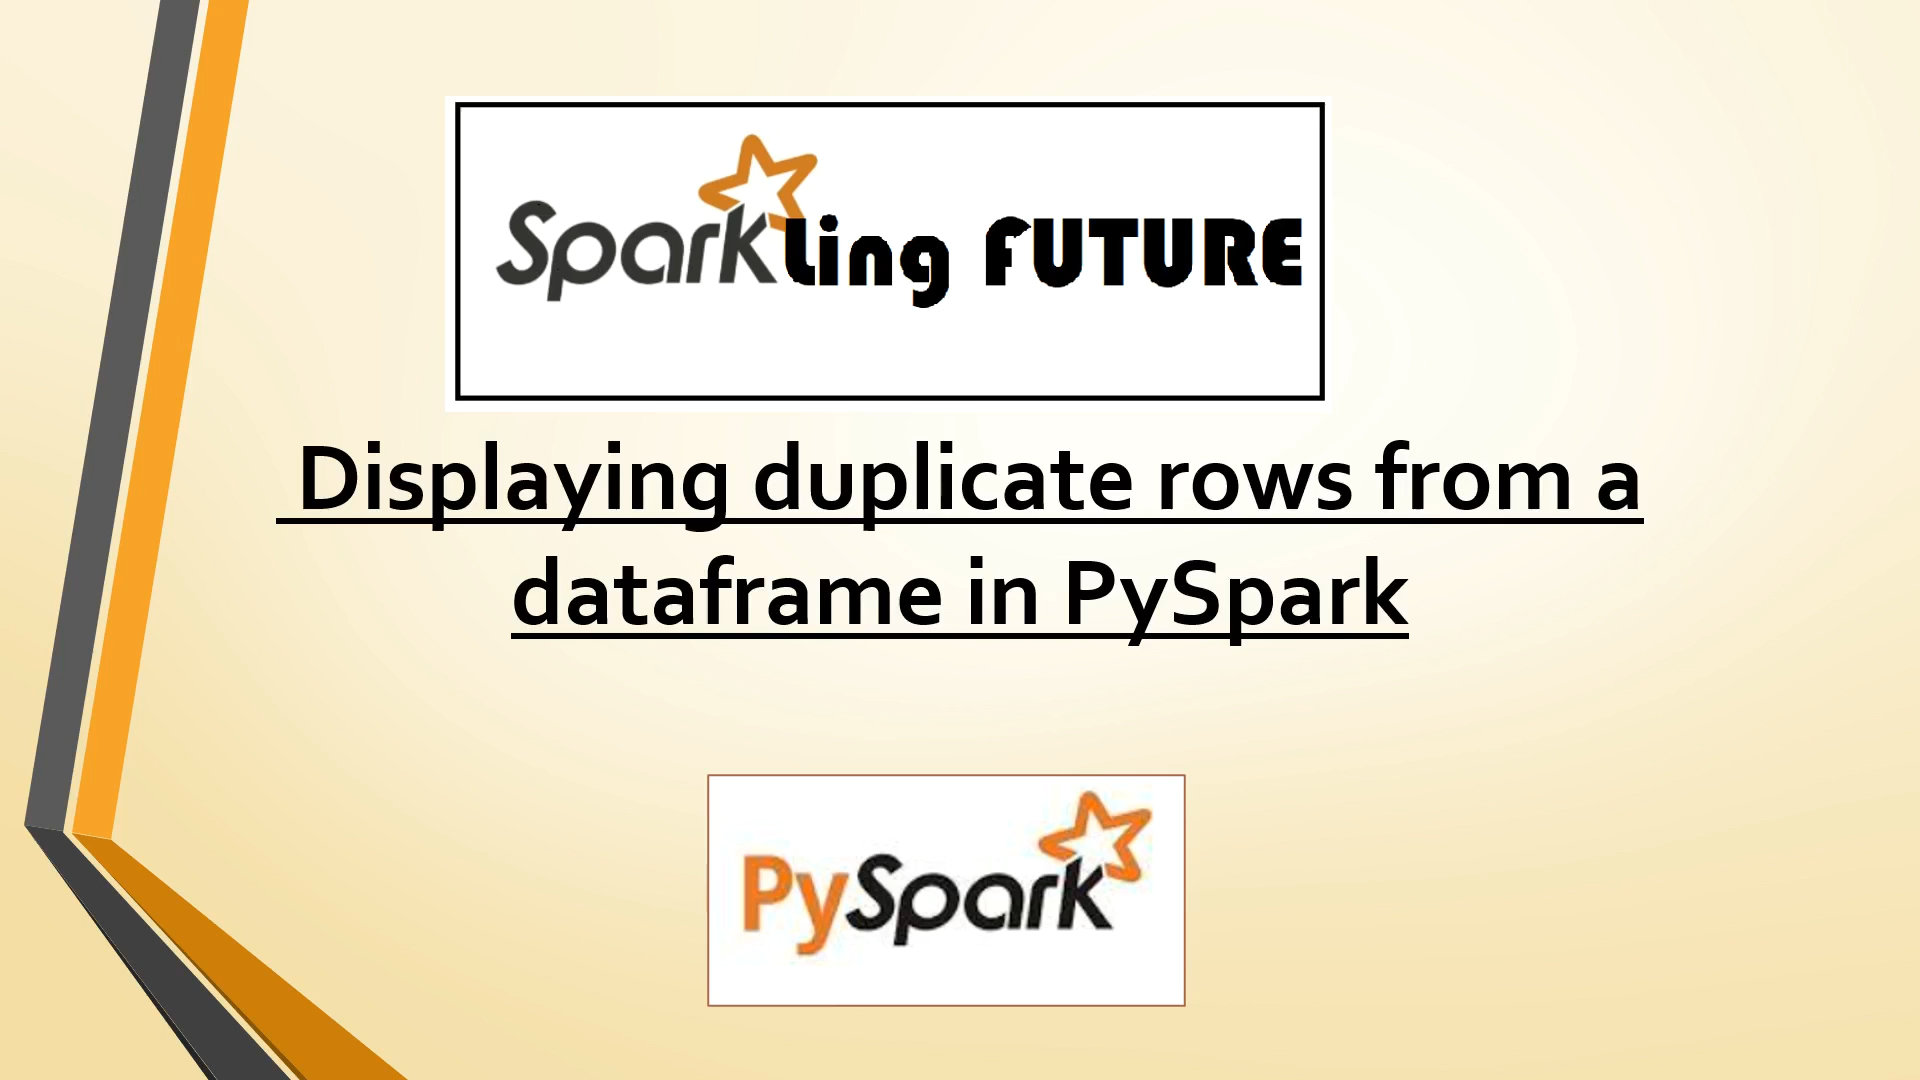 SparkLing FUTURE
Displaying duplicate rows from a
dataframe in PySpark
PySpark